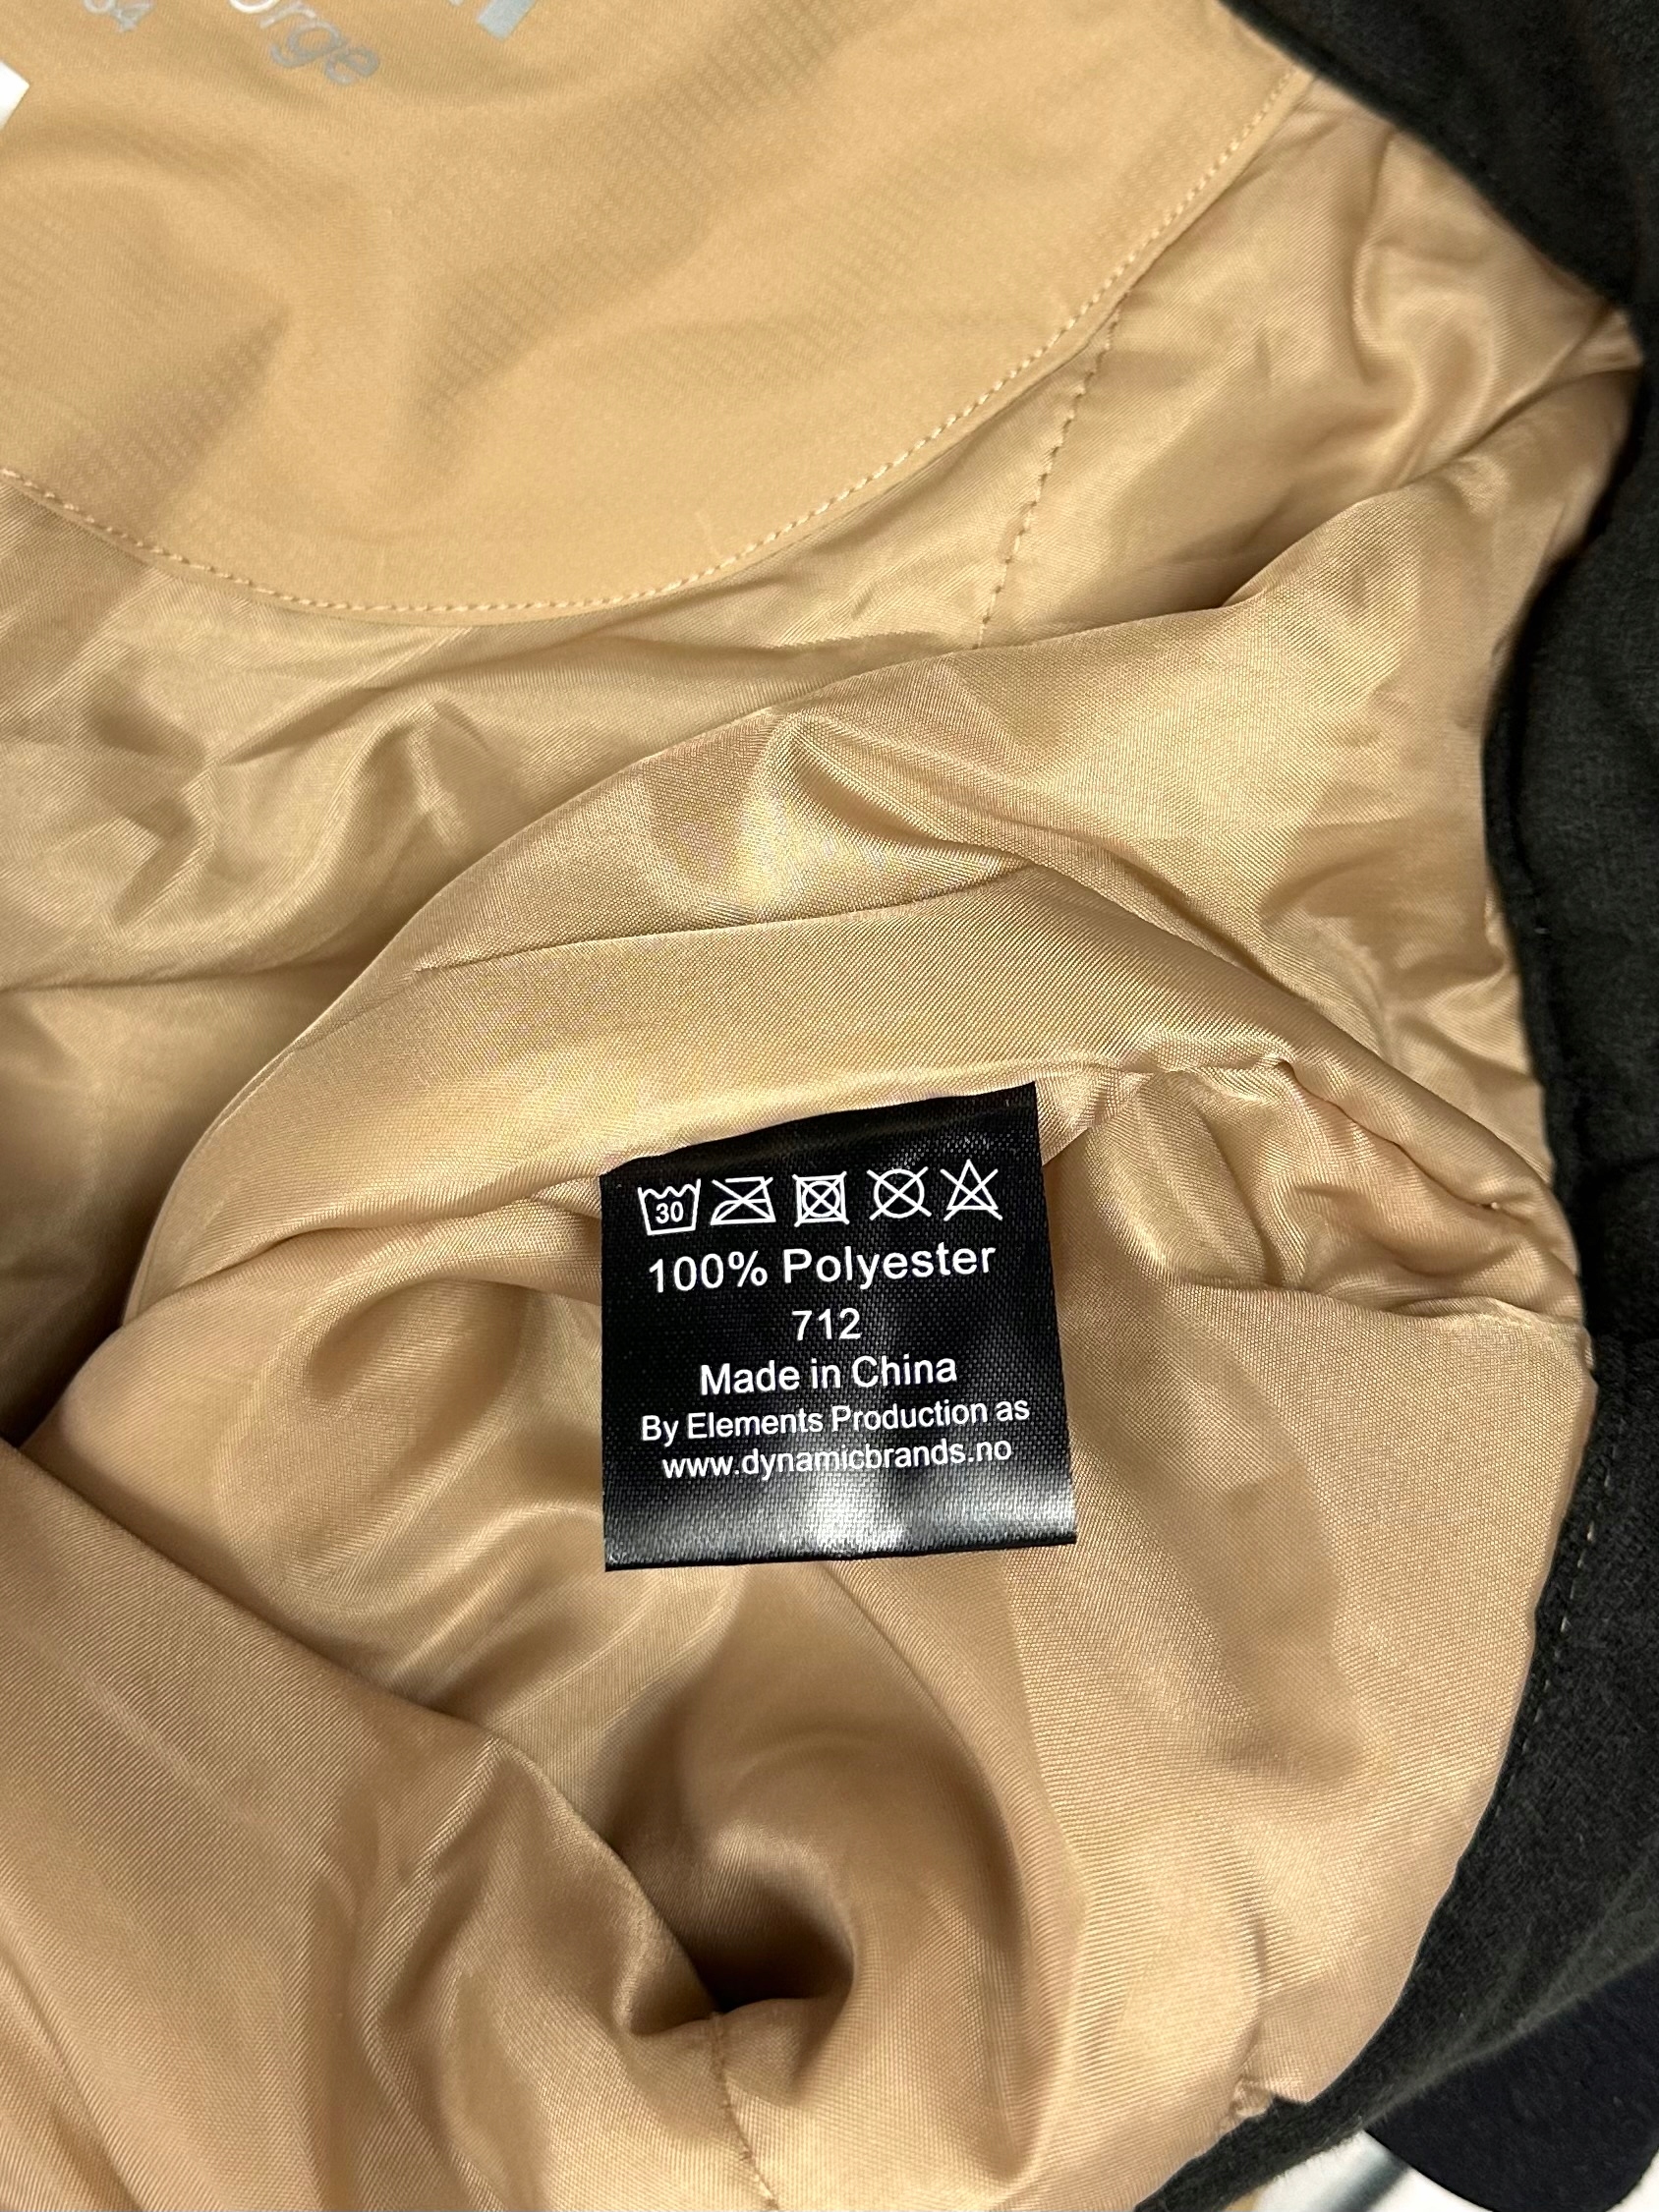 30
100% Polyester
712
Made in China
By Elements Production as
www.dynamicbrands.no